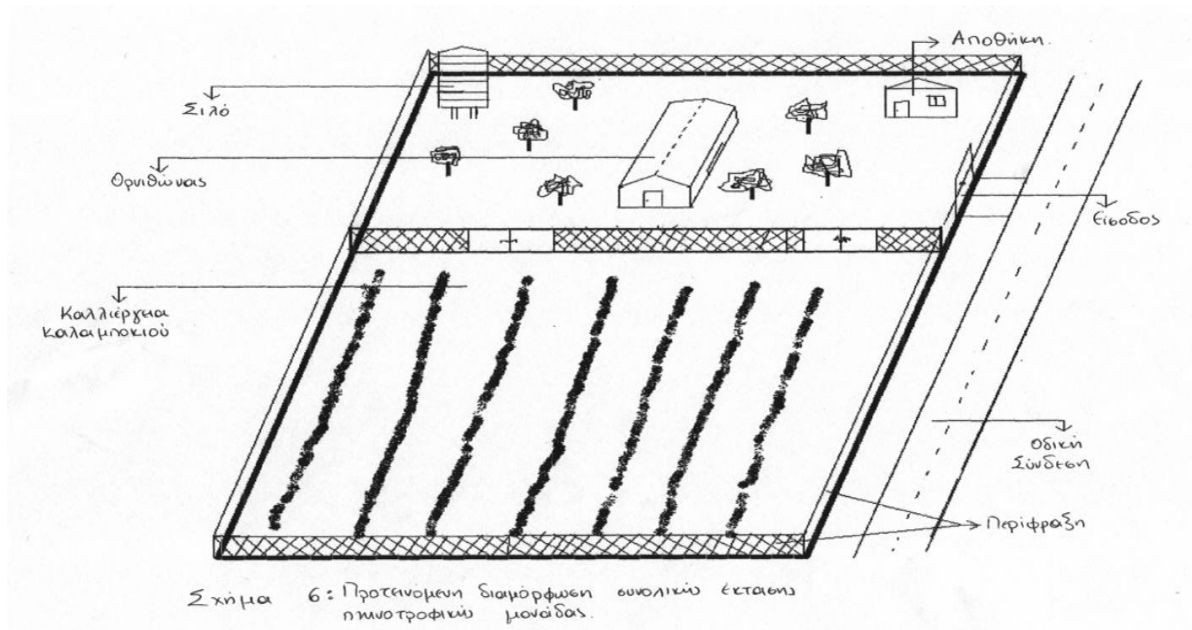 Αποθήκη.
Σιλό
Ορνιθώνας
Είσοδος
Καλλιέργεια
Καλαμποκιού
Οδική
Σύνδεση
Περίφραξη
Σχήμα 6: Προτεινόμενη διαμόρφωση συνολικής έκτασης
πτηνοτροφικής μονάδας.